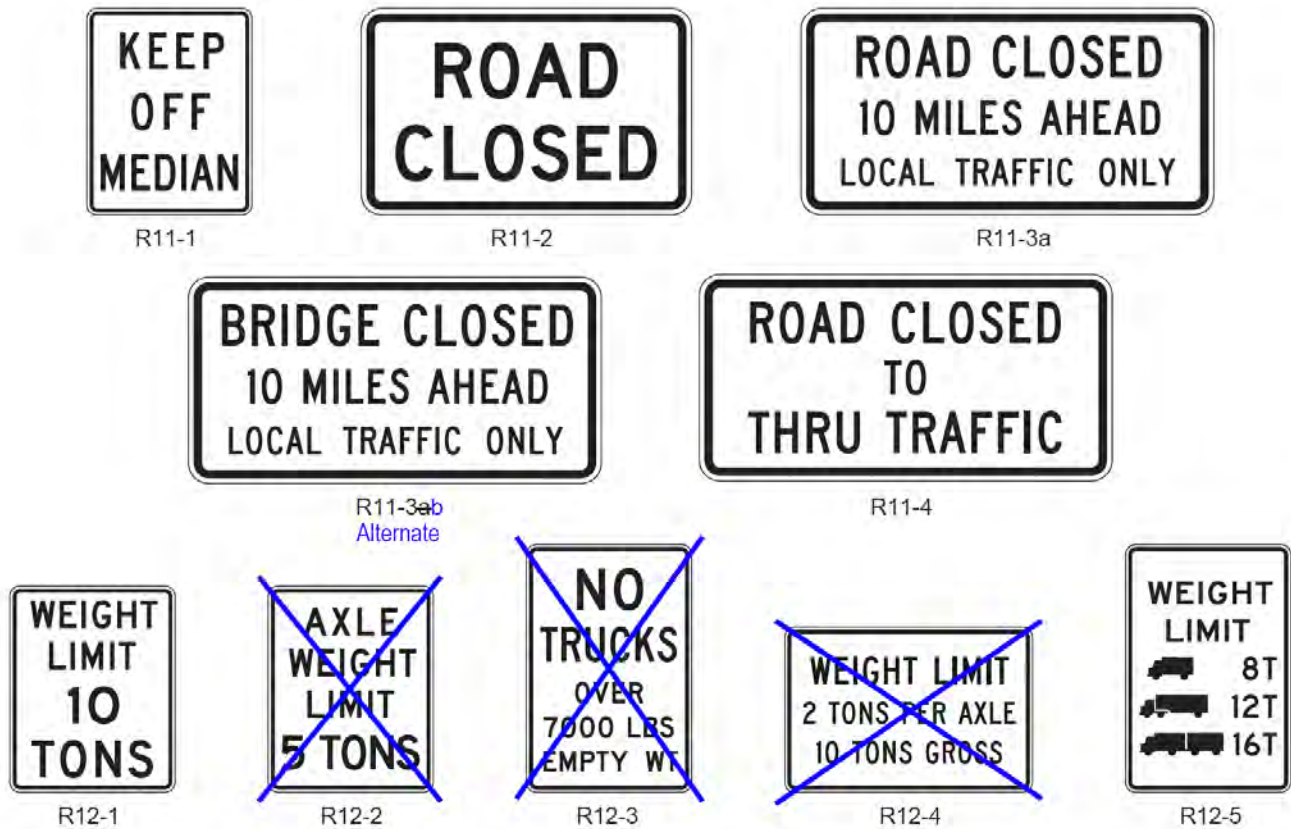 KEEP
OFF
MEDIAN
R11-1
ROAD
CLOSED
R11-2
ROAD CLOSED
10 MILES AHEAD
LOCAL TRAFFIC ONLY
R11-3a
BRIDGE CLOSED
10 MILES AHEAD
LOCAL TRAFFIC ONLY
R11-3ab
Alternate
ROAD CLOSED
TO
THRU TRAFFIC
R11-4
WEIGHT
LIMIT
10
TONS
R12-1
AXLE
WEIGHT
LIMIT
5 TONS
R12-2
NO
TRUCKS
OVER
7000 LBS
EMPTY WT
R12-3
WEIGHT LIMIT
2 TONS PER AXLE
10 TONS GROSS
R12-4
WEIGHT
LIMIT
8T
12T
16T
R12-5